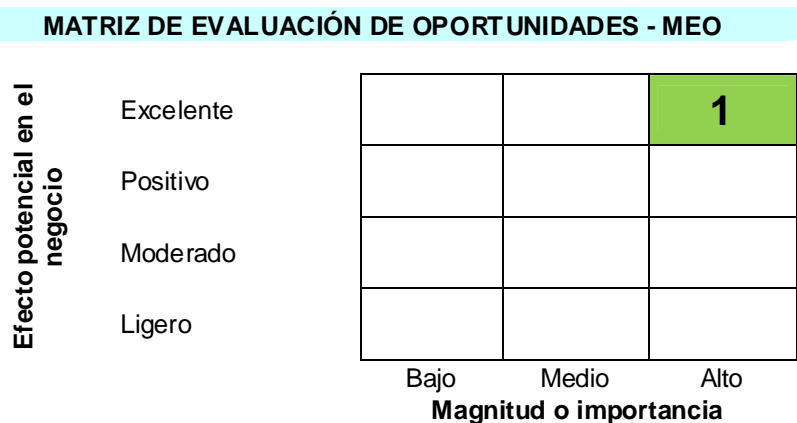 MATRIZ DE EVALUACIÓN DE OPORTUNIDADES - MEO
Efecto potencial en el
negocio
Excelente
1
Positivo
Moderado
Ligero
Bajo Medio Alto
Magnitud o importancia